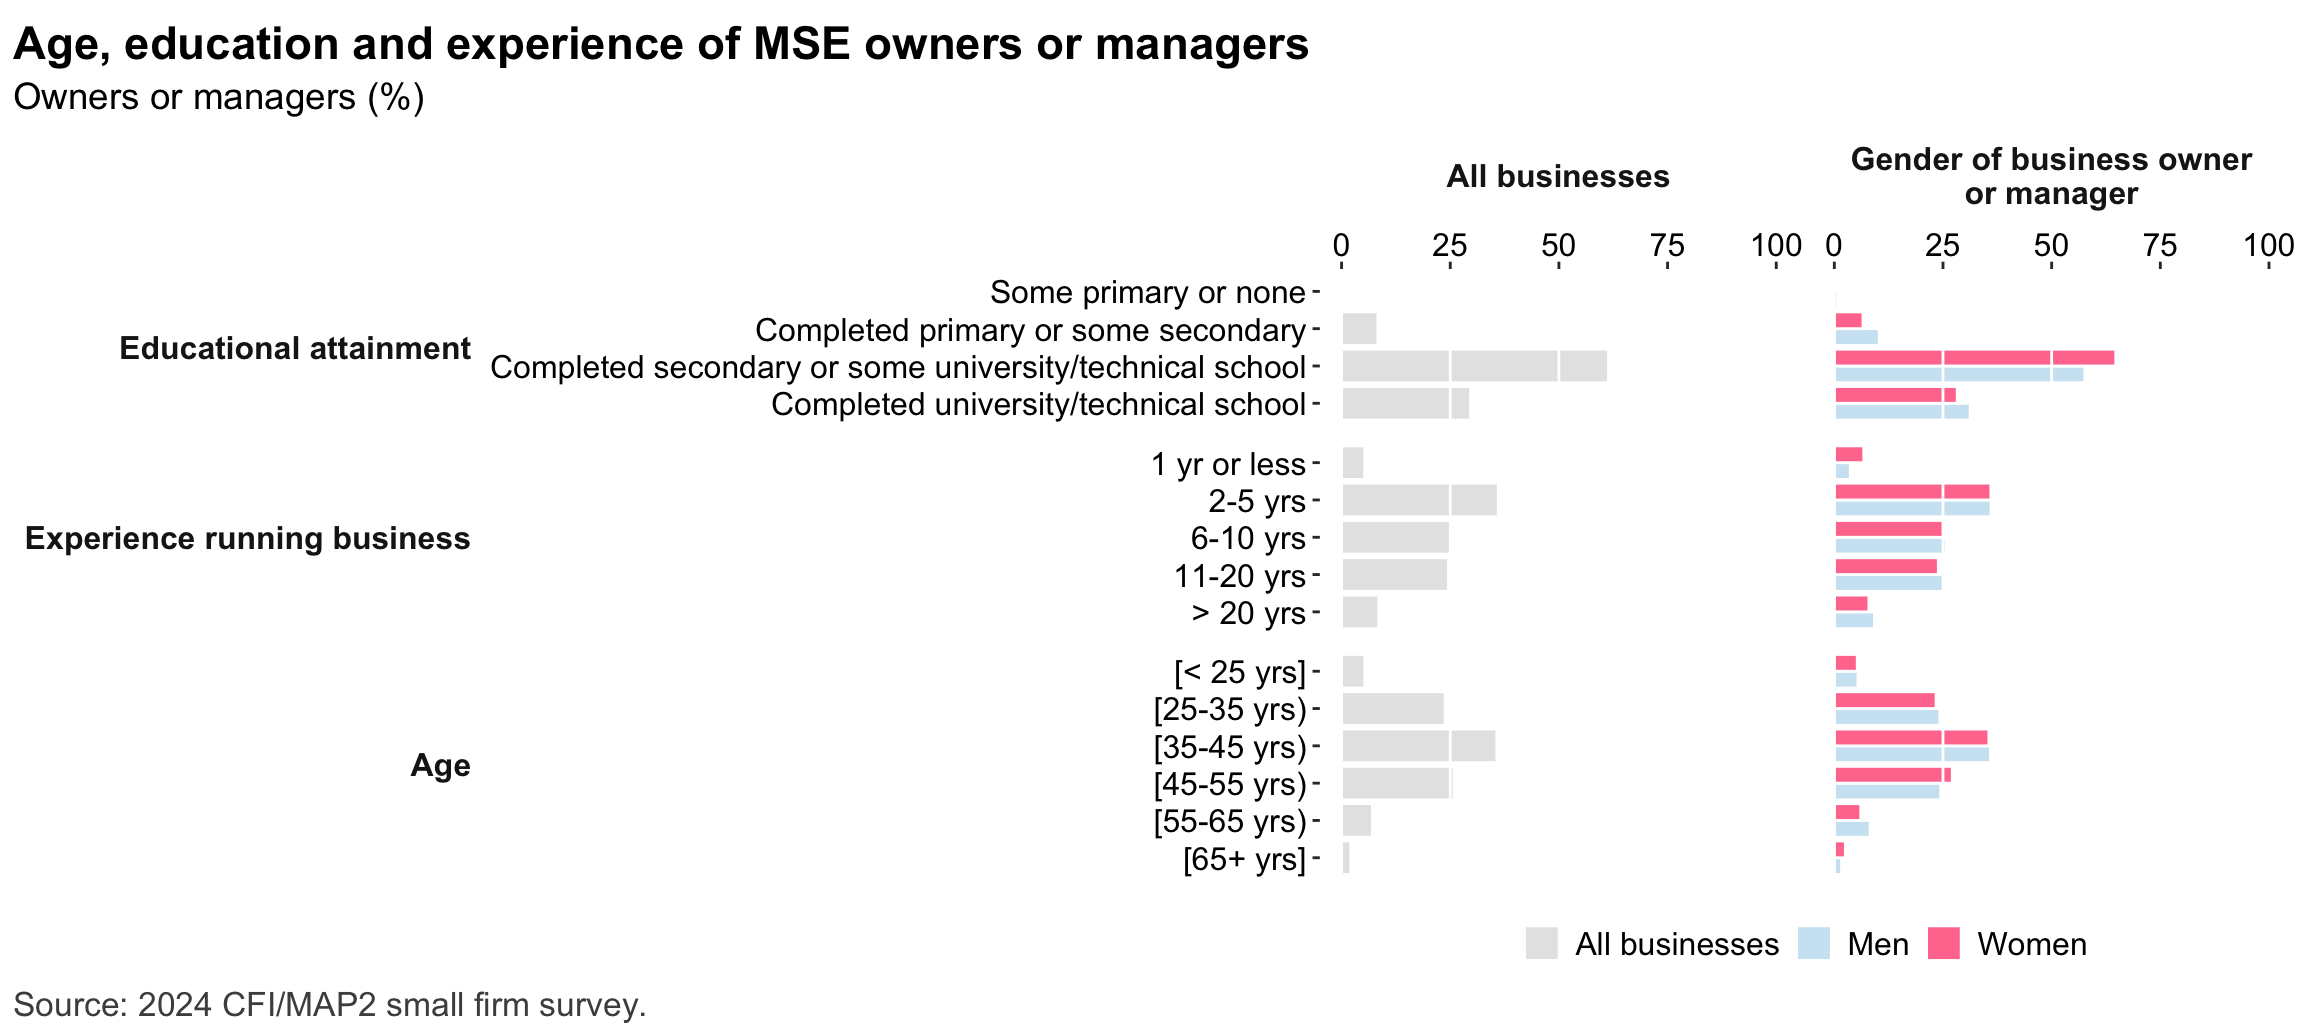 Age, education and experience of MSE owners or managers
Owners or managers (%)
All businesses
Gender of business owner
or manager
0 25 50 75 100 0 25 50 75 100
Educational attainment
Some primary or none
Completed primary or some secondary
Completed secondary or some university/technical school
Completed university/technical school
Experience running business
1 yr or less
2-5 yrs
6-10 yrs
11-20 yrs
> 20 yrs
Age
[< 25 yrs]
[25-35 yrs)
[35-45 yrs)
[45-55 yrs)
[55-65 yrs)
[65+ yrs]
All businesses Men Women
Source: 2024 CFI/MAP2 small firm survey.